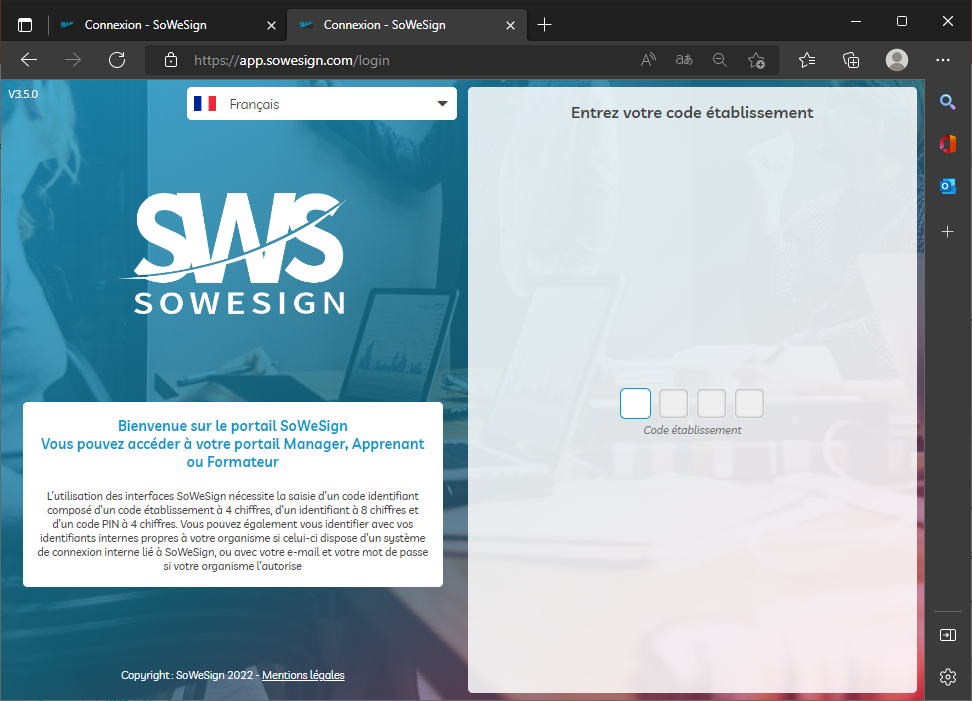 Connexion - SoWeSign
Connexion - SoWeSign
https://app.sowesign.com/login
V3.5.0
Français
SWS
SOWESIGN
Bienvenue sur le portail SoWeSign
Vous pouvez accéder à votre portail Manager, Apprenant
ou Formateur
L'utilisation des interfaces SoWeSign nécessite la saisie d'un code identifiant
composé d'un code établissement à 4 chiffres, d'un identifiant à 8 chiffres et
d'un code PIN à 4 chiffres. Vous pouvez également vous identifier avec vos
identifiants internes propres à votre organisme si celui-ci dispose d'un système
de connexion interne lié à SoWeSign, ou avec votre e-mail et votre mot de passe
si votre organisme l'autorise
Copyright : SoWeSign 2022 - Mentions légales
Entrez votre code établissement
Code établissement